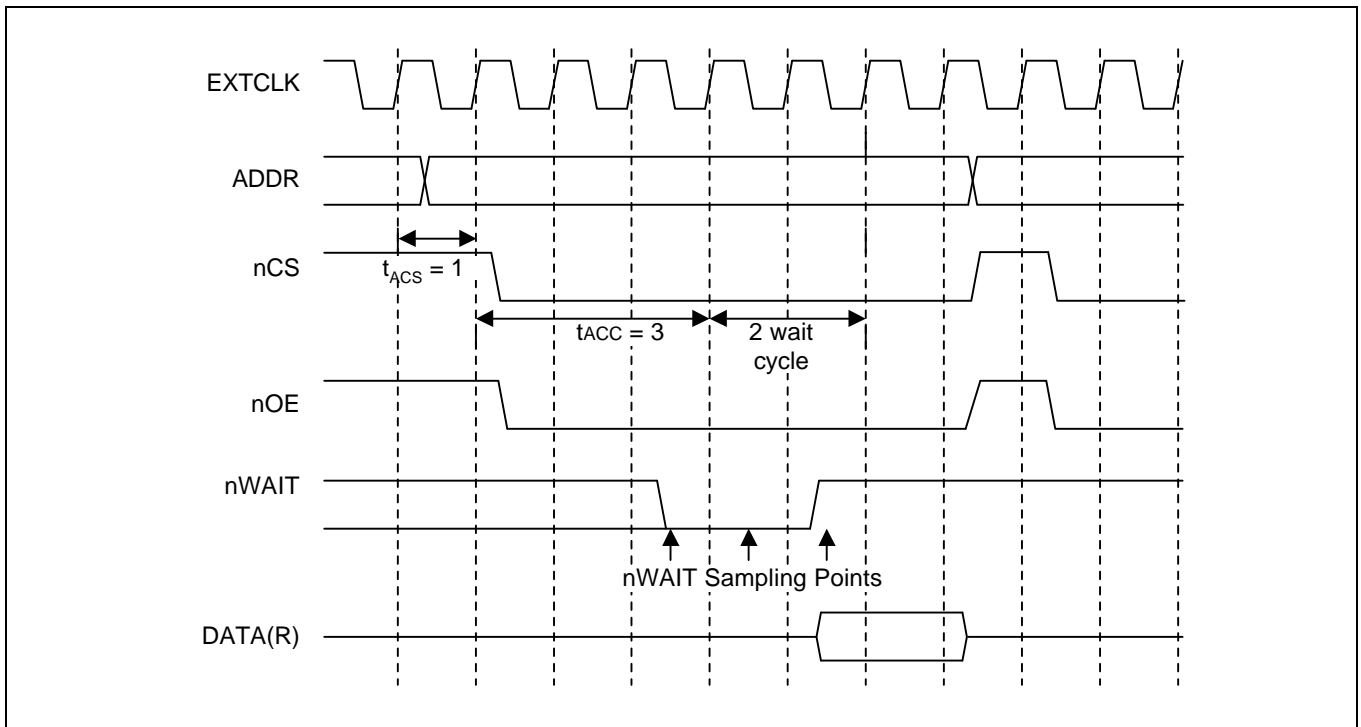 EXTCLK
ADDR
nCS
tACS = 1
tACC = 3
2 wait
cycle
nOE
nWAIT
nWAIT Sampling Points
DATA(R)